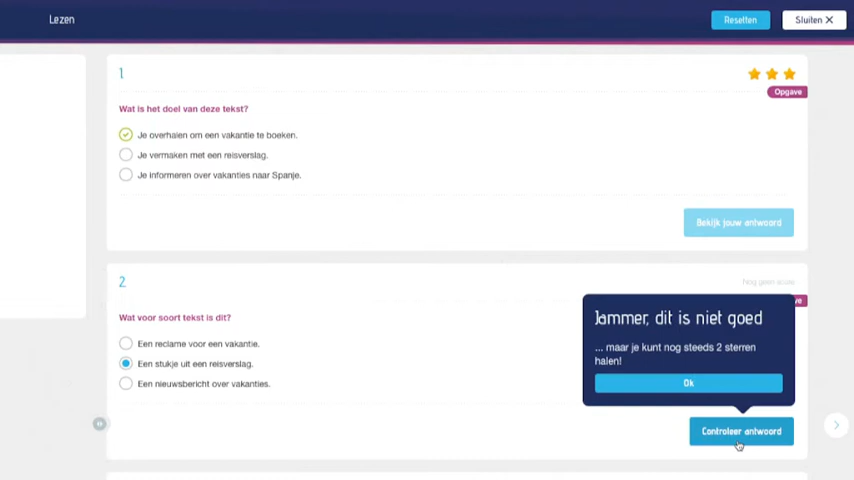 Lezen
Resetten
Sluiten ✕
1
Opgave
Wat is het doel van deze tekst?
Je overhalen om een vakantie te boeken.
Je vermaken met een reisverslag.
Je informeren over vakanties naar Spanje.
Bekijk jouw antwoord
2
Nog geen score
Wat voor soort tekst is dit?
Een reclame voor een vakantie.
Een stukje uit een reisverslag.
Een nieuwsbericht over vakanties.
Jammer, dit is niet goed
... maar je kunt nog steeds 2 sterren
halen!
Ok
Controleer antwoord